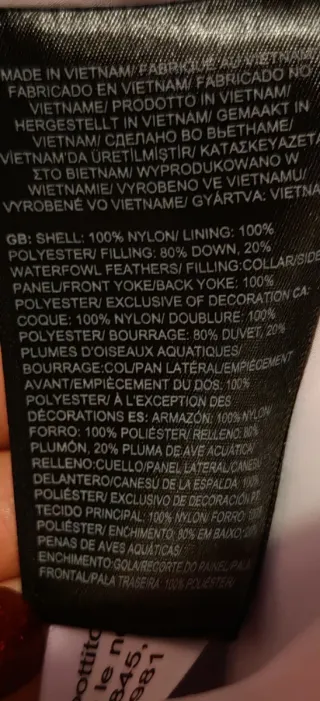 MADE IN VIETNAM/ FABRIQUÉ AU VIETNAM/
FABRICADO EN VIETNAM/ FABRICADO NO
VIETNAME/ PRODOTTO IN VIETNAM/
HERGESTELLT IN VIETNAM/ GEMAAKT IN
VIETNAM/ СДЕЛАНО ВО ВЬЕТНАМЕ/
VIETNAM'DA ÜRETİLMİŞTİR/ ΚΑΤΑΣΚΕΥΑΖΕΤΑ
ΣΤΟ ΒΙΕΤΝΑΜ/ WYPRODUKOWANO W
WIETNAMIE/ VYROBENO VE VIETNAMU/
VYROBENÉ VO VIETNAME/ GYÁRTVA: VIETNA
GB: SHELL: 100% NYLON/ LINING: 100%
POLYESTER/ FILLING: 80% DOWN, 20%
WATERFOWL FEATHERS/ FILLING:COLLAR/SIDE
PANEL/FRONT YOKE/BACK YOKE: 100%
POLYESTER/ EXCLUSIVE OF DECORATION CA:
COQUE: 100% NYLON/ DOUBLURE: 100%
POLYESTER/ BOURRAGE: 80% DUVET, 20%
PLUMES D'OISEAUX AQUATIQUES/
BOURRAGE:COL/PAN LATÉRAL/EMPIÈCEMENT
AVANT/EMPIÈCEMENT DU DOS: 100%
POLYESTER/ À L'EXCEPTION DES
DÉCORATIONS ES: ARMAZÓN: 100% NYLON/
FORRO: 100% POLIÉSTER/ RELLENO: 80%
PLUMÓN, 20% PLUMA DE AVE ACUÁTICA/
RELLENO:CUELLO/PANEL LATERAL/CANESÚ
DELANTERO/CANESÚ DE LA ESPALDA: 100%
POLIÉSTER/ EXCLUSIVO DE DECORACIÓN PT:
TECIDO PRINCIPAL: 100% NYLON/ FORRO: 100%
POLIÉSTER/ ENCHIMENTO: 80% EM BAIXO; 20%
PENAS DE AVES AQUÁTICAS/
ENCHIMENTO:GOLA/RECORTE DO PAINEL/PALA
FRONTAL/PALA TRASEIRA: 100% POLIÉSTER/
ottito
le n
845,
981